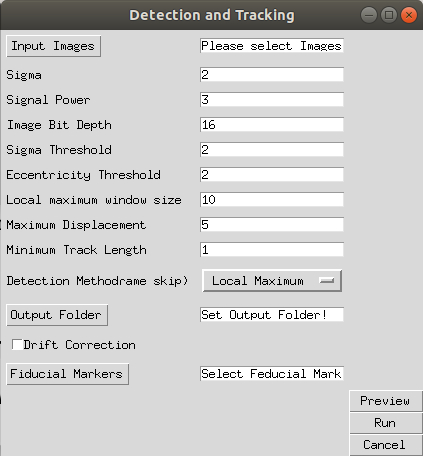 Detection and Tracking
Input Images Please select Images
Sigma 2
Signal Power 3
Image Bit Depth 16
Sigma Threshold 2
Eccentricity Threshold 2
Local maximum window size 10
Maximum Displacement 5
Minimum Track Length 1
Detection Methodrame skip) Local Maximum
Output Folder Set Output Folder!
Drift Correction
Fiducial Markers Select Feducial Mark
Preview
Run
Cancel